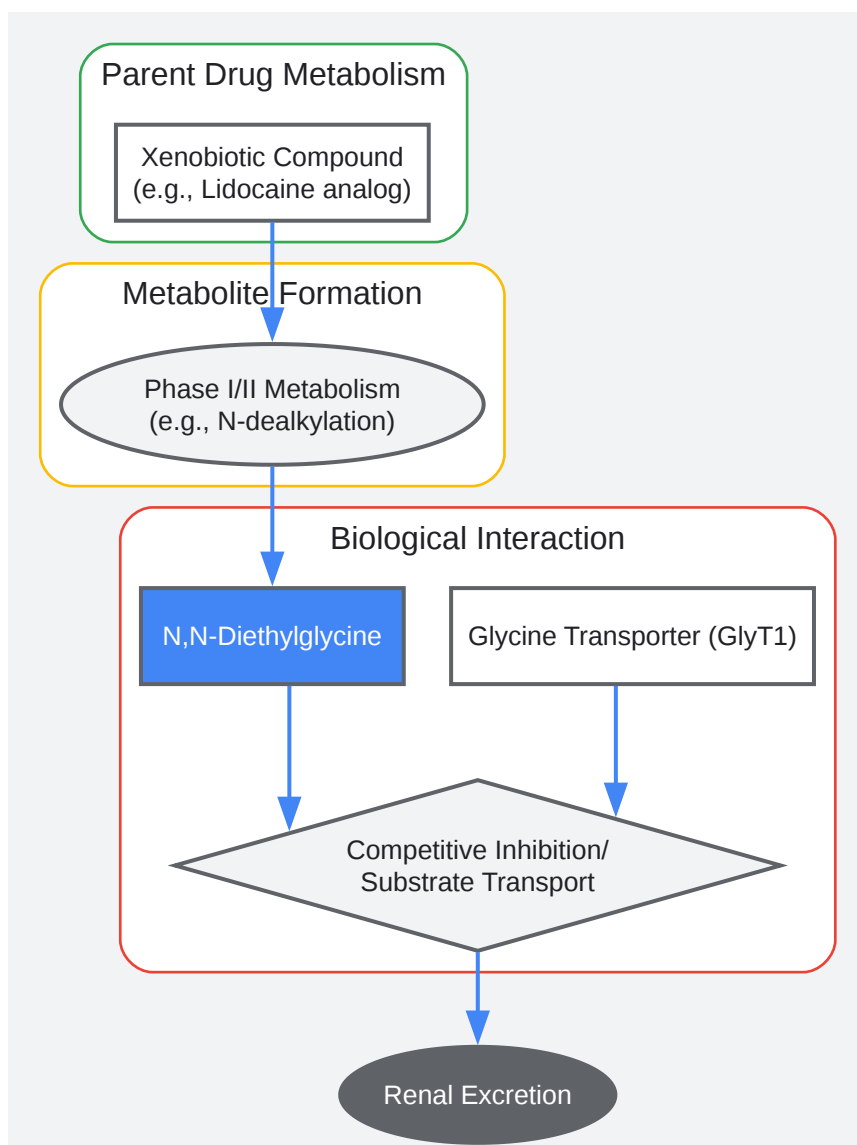 Parent Drug Metabolism
Xenobiotic Compound
(e.g., Lidocaine analog)
Metabolite Formation
Phase I/II Metabolism
(e.g., N-dealkylation)
Biological Interaction
N,N-Diethylglycine
Glycine Transporter (GlyT1)
Competitive Inhibition/
Substrate Transport
Renal Excretion